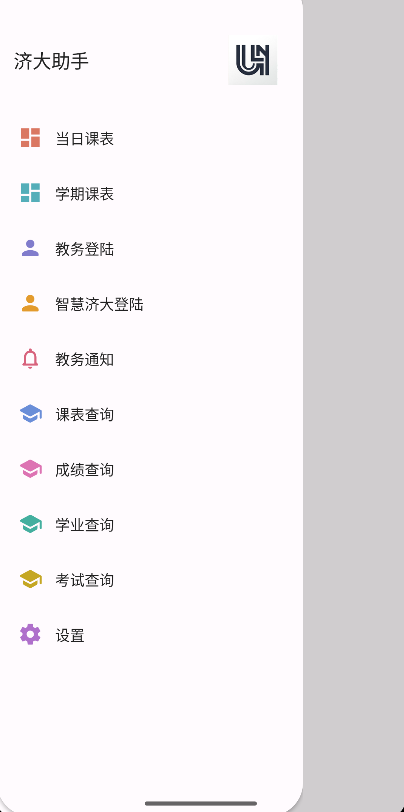 济大助手
当日课表
学期课表
教务登陆
智慧济大登陆
教务通知
课表查询
成绩查询
学业查询
考试查询
设置